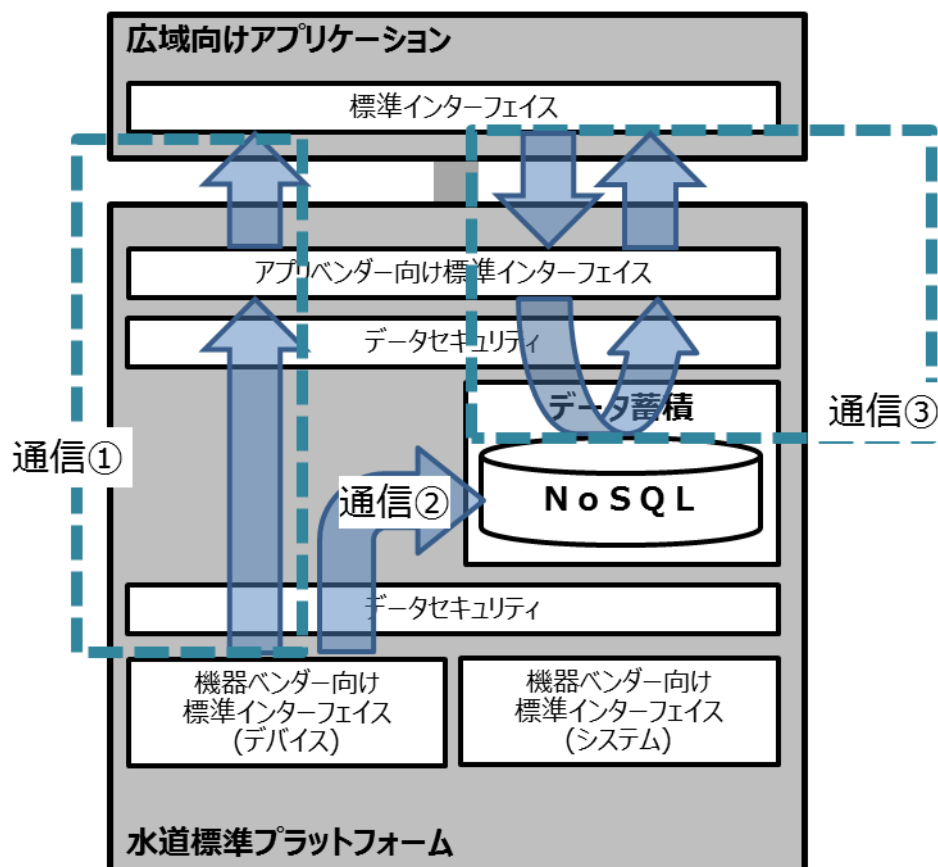 広域向けアプリケーション
標準インターフェイス
アプリベンダー向け標準インターフェイス
データセキュリティ
データ蓄積
通信③
通信①
通信②
NoSQL
データセキュリティ
機器ベンダー向け
標準インターフェイス
(デバイス)
機器ベンダー向け
標準インターフェイス
(システム)
水道標準プラットフォーム